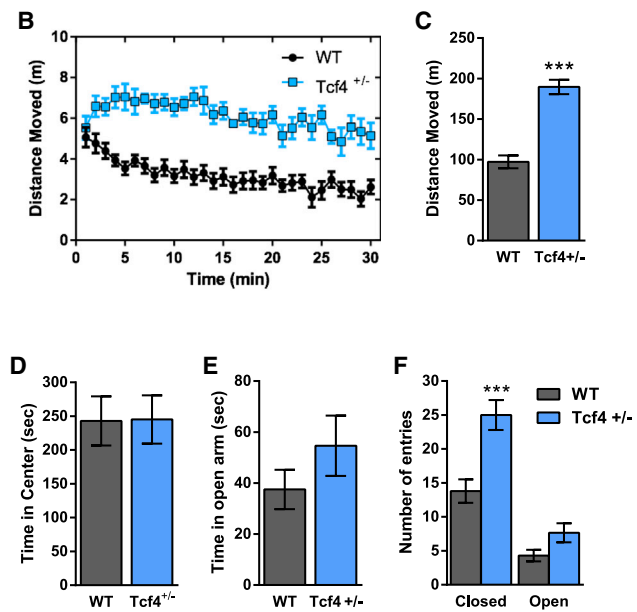 B
Distance Moved (m)
10
8
6
4
2
0
WT
Tcf4 +/-
0 5 10 15 20 25 30
Time (min)
C
Distance Moved (m)
250
200
150
100
50
0
***
WT Tcf4+/-
D
Time in Center (sec)
300
250
200
150
100
50
0
WT Tcf4+/-
E
Time in open arm (sec)
80
60
40
20
0
WT Tcf4 +/-
F
Number of entries
30
25
20
15
10
5
0
***
WT
Tcf4 +/-
Closed Open